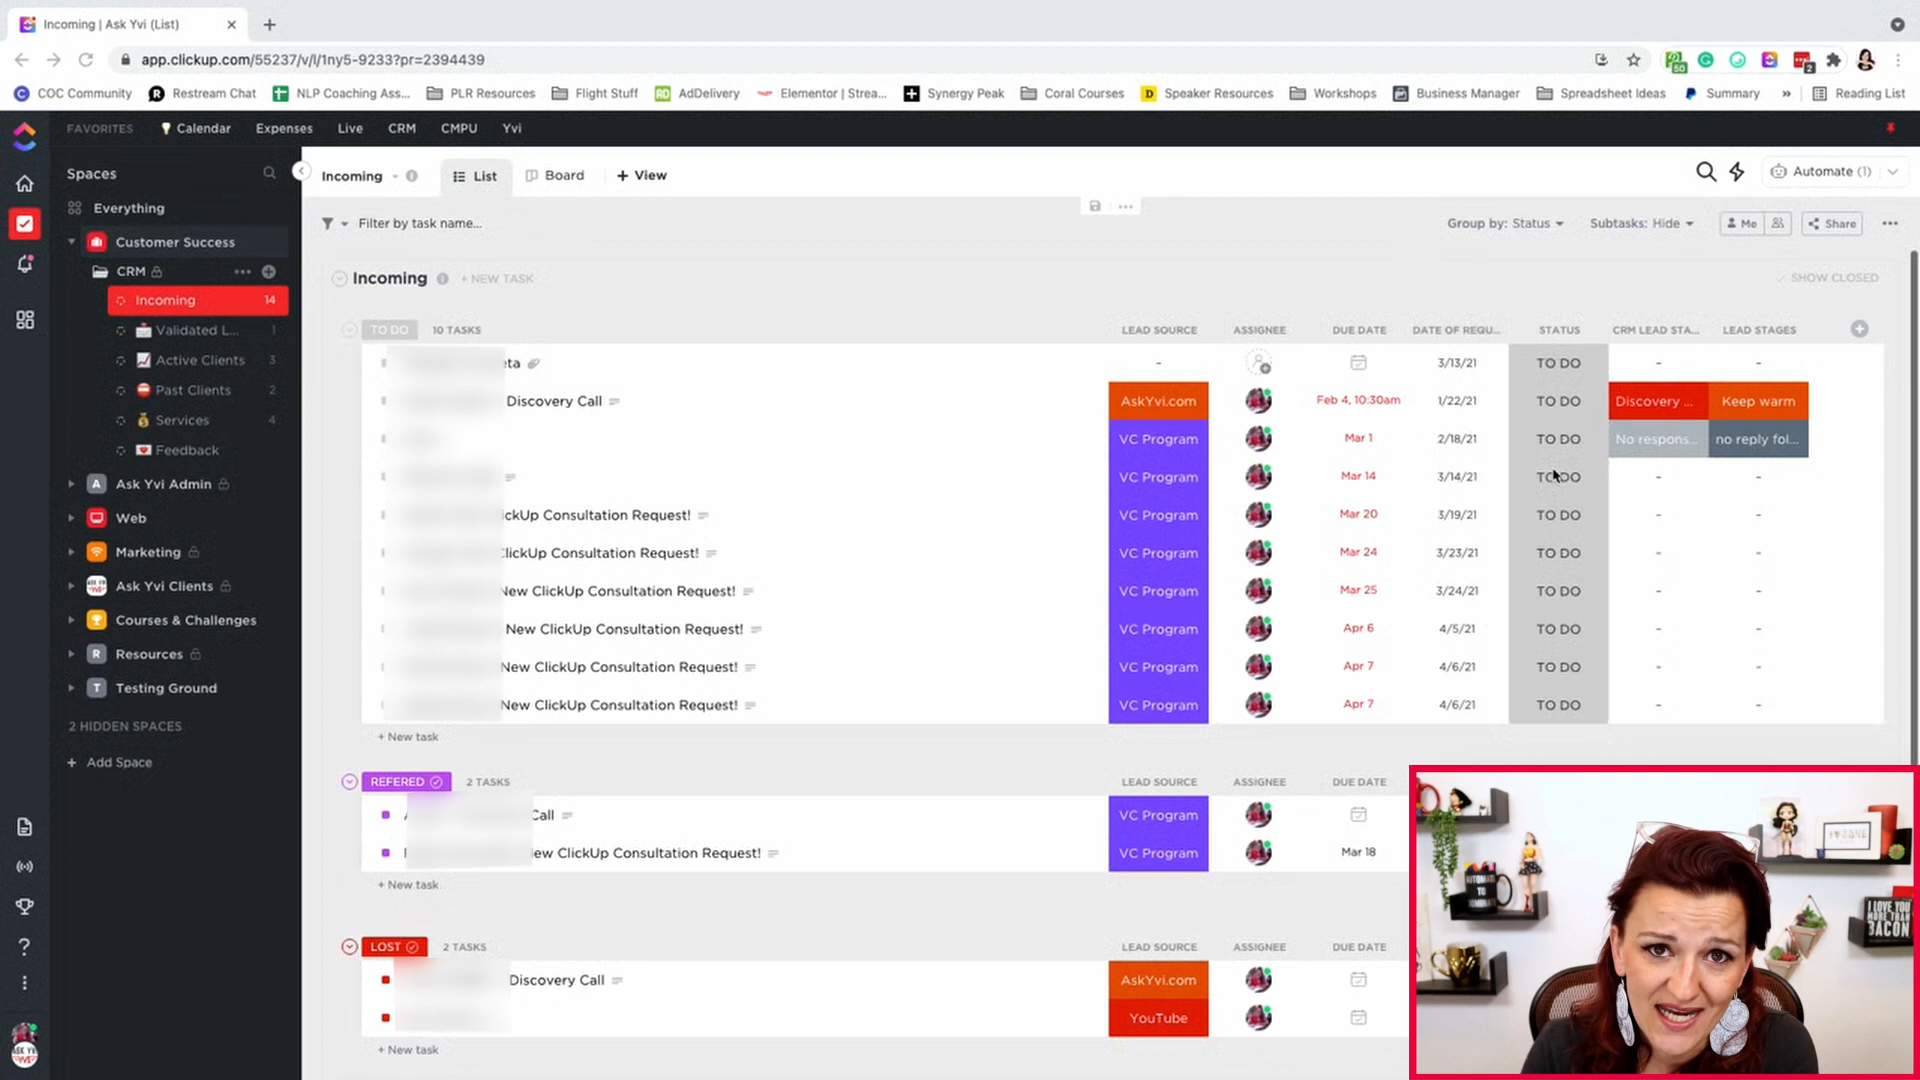 Incoming | Ask Yvi (List)
app.clickup.com/55237/v/l/1ny5-9233?pr=2394439
50
2
COC Community
Restream Chat
NLP Coaching Ass...
PLR Resources
Flight Stuff
AdDelivery
Elementor | Strea...
Synergy Peak
Coral Courses
Speaker Resources
Workshops
Business Manager
Spreadsheet Ideas
Summary
»
Reading List
FAVORITES
Calendar
Expenses
Live
CRM
CMPU
Yvi
Spaces
Everything
Customer Success
CRM
Incoming 14
Validated L... 1
Active Clients 3
Past Clients 2
Services 4
Feedback
A Ask Yvi Admin
Web
Marketing
Ask Yvi Clients
Courses & Challenges
R Resources
T Testing Ground
2 HIDDEN SPACES
+ Add Space
Incoming
List
Board
+ View
Automate (1)
Filter by task name...
Group by: Status
Subtasks: Hide
Me
Share
Incoming + NEW TASK
SHOW CLOSED
TO DO 10 TASKS LEAD SOURCE ASSIGNEE DUE DATE DATE OF REQU... STATUS CRM LEAD STA... LEAD STAGES
eta - 3/13/21 TO DO - -
Discovery Call AskYvi.com Feb 4, 10:30am 1/22/21 TO DO Discovery ... Keep warm
VC Program Mar 1 2/18/21 TO DO No respons... no reply fol...
VC Program Mar 14 3/14/21 TO DO - -
ickUp Consultation Request! VC Program Mar 20 3/19/21 TO DO - -
ClickUp Consultation Request! VC Program Mar 24 3/23/21 TO DO - -
New ClickUp Consultation Request! VC Program Mar 25 3/24/21 TO DO - -
New ClickUp Consultation Request! VC Program Apr 6 4/5/21 TO DO - -
New ClickUp Consultation Request! VC Program Apr 7 4/6/21 TO DO - -
New ClickUp Consultation Request! VC Program Apr 7 4/6/21 TO DO - -
+ New task
REFERED 2 TASKS LEAD SOURCE ASSIGNEE DUE DATE
Call VC Program
ew ClickUp Consultation Request! VC Program Mar 18
+ New task
LOST 2 TASKS LEAD SOURCE ASSIGNEE DUE DATE
Discovery Call AskYvi.com
YouTube
+ New task
AUTOMATE
TO
DOMINATE
I LOVE YOU
MORE THAN
BACON